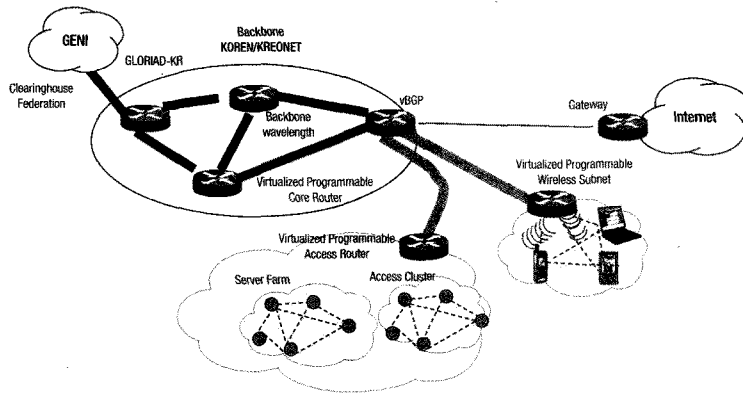 GENI
Backbone
KOREN/KREONET
GLORIAD-KR
Clearinghouse
Federation
vBGP
Backbone
wavelength
Gateway
Internet
Virtualized Programmable
Core Router
Virtualized Programmable
Wireless Subnet
Virtualized Programmable
Access Router
Server Farm
Access Cluster